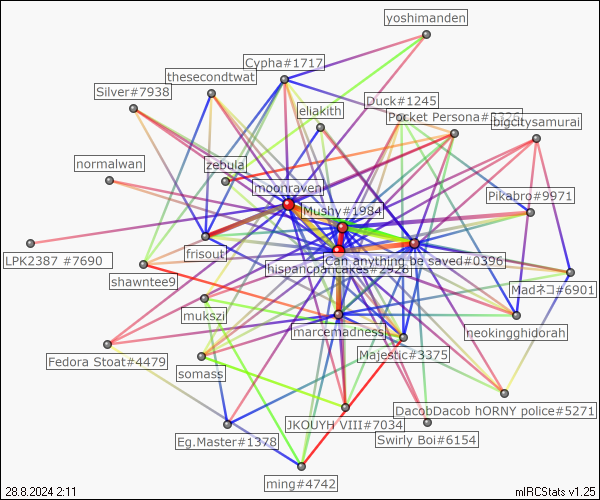 yoshimanden
Cypha#1717
thesecondtwat
Silver#7938
eliakith
Duck#1245
Pocket Persona#
bigcitysamurai
normalwan
zebula
moonraven
Mushy#1984
Pikabro#9971
frisout
LPK2387 #7690
Can anything be saved#0396
hispanicpancakes#2928
shawntee9
Madネコ#6901
mukszi
marcemadness
neokingghidorah
Majestic#3375
Fedora Stoat#4479
somass
DacobDacob hORNY police#5271
JKOUYH VIII#7034
Eg.Master#1378
Swirly Boi#6154
ming#4742
28.8.2024 2:11
mIRCStats v1.25